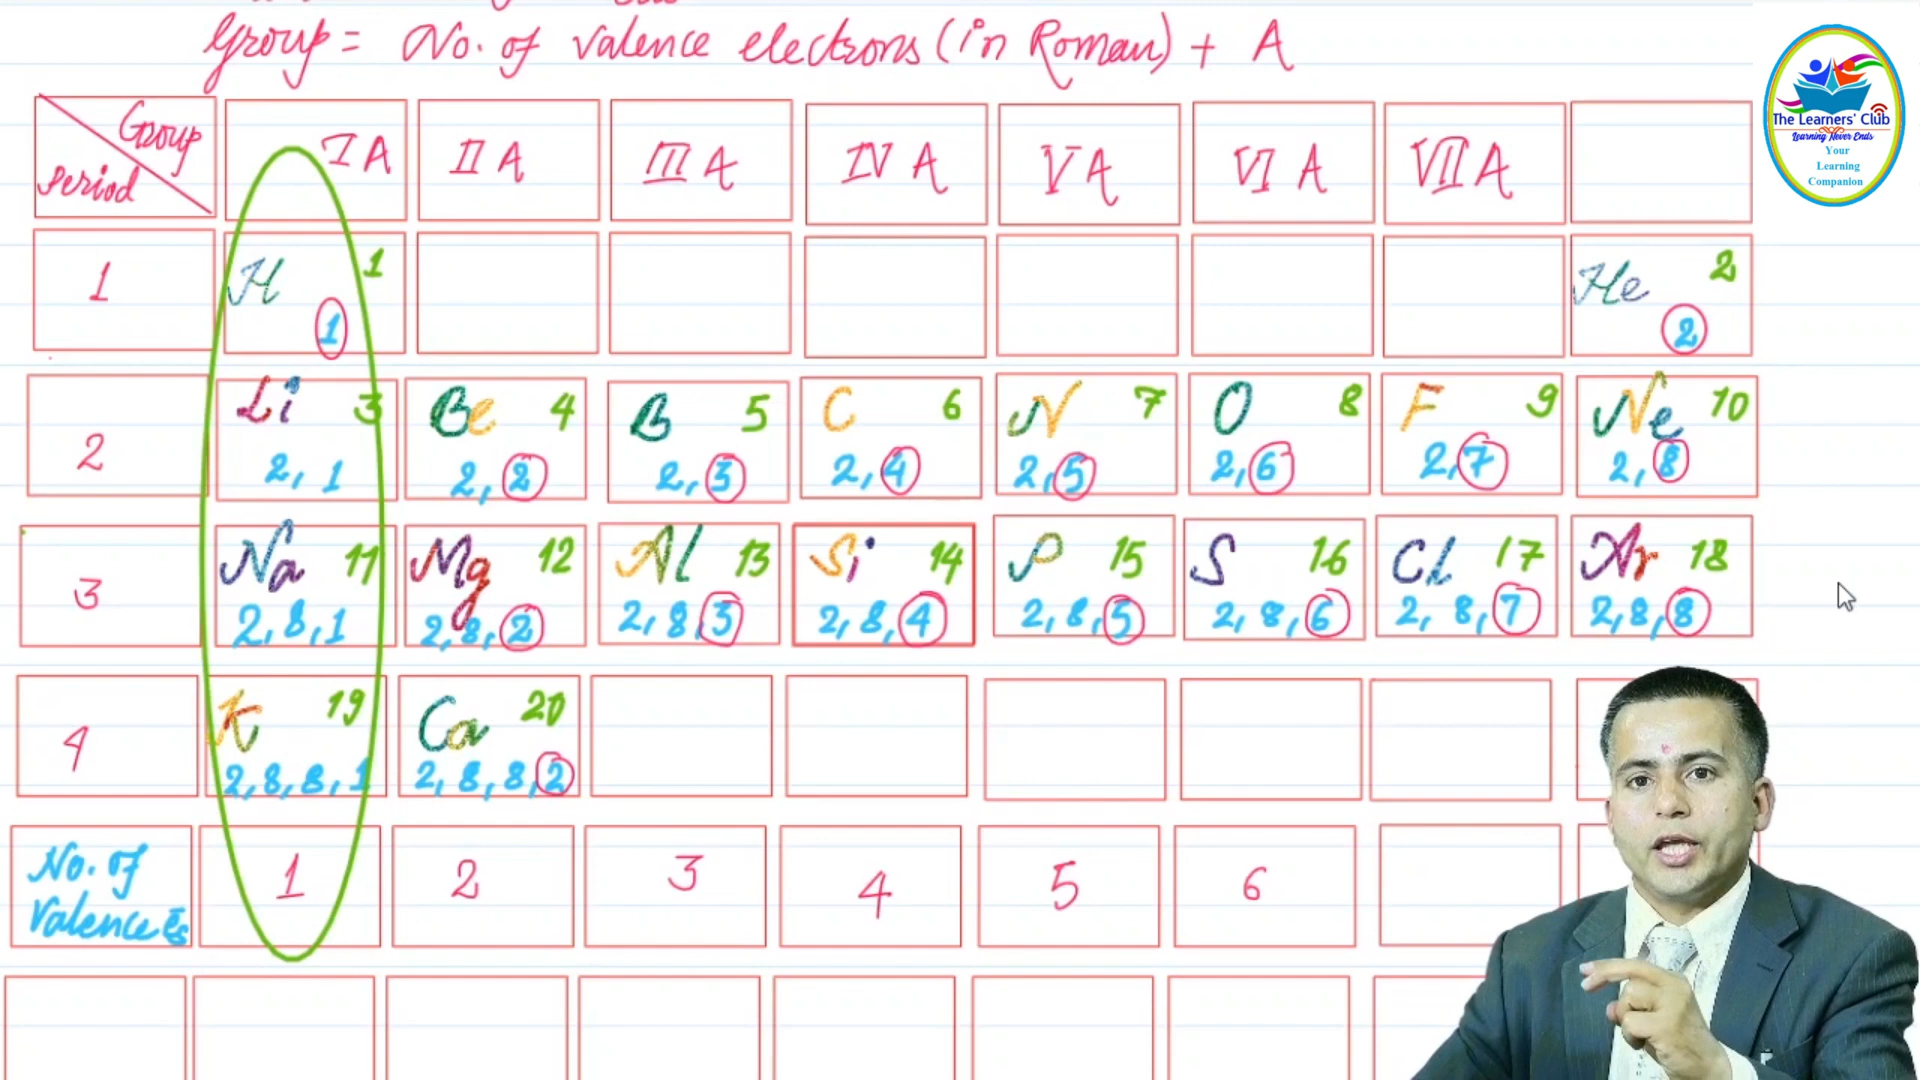 Group = No. of valence electrons (in Roman) + A
Group IA IIA IIIA IVA VA VIA VIIA
Period
1 H 1 He 2
1 2
2 Li 3 Be 4 B 5 C 6 N 7 O 8 F 9 Ne 10
2, 1 2, 2 2, 3 2, 4 2, 5 2, 6 2, 7 2, 8
3 Na 11 Mg 12 Al 13 Si 14 P 15 S 16 Cl 17 Ar 18
2, 8, 1 2, 8, 2 2, 8, 3 2, 8, 4 2, 8, 5 2, 8, 6 2, 8, 7 2, 8, 8
4 K 19 Ca 20
2, 8, 8, 1 2, 8, 8, 2
No. of 1 2 3 4 5 6
Valence ēs
The Learners' Club
Learning Never Ends
Your
Learning
Companion